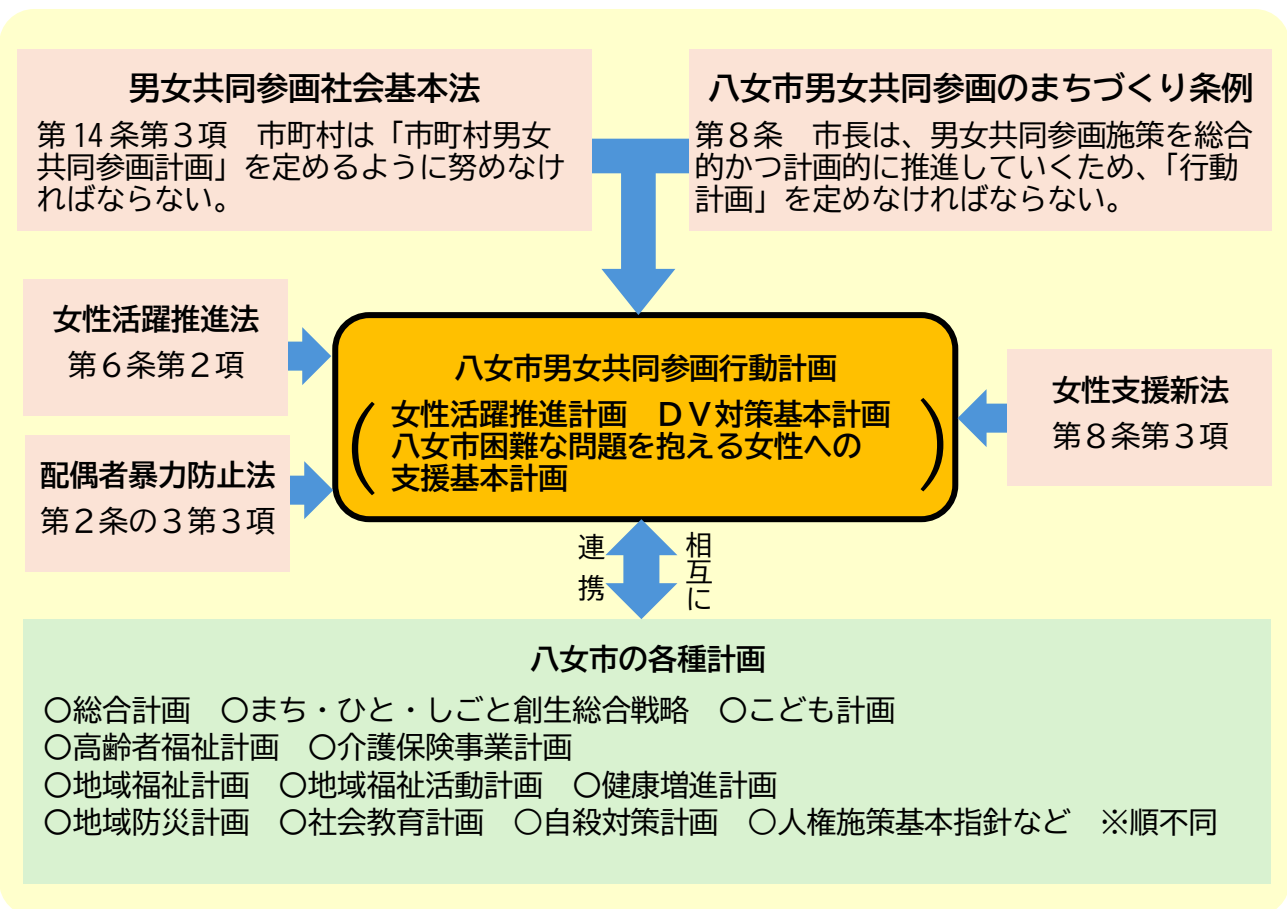 男女共同参画社会基本法
第14条第3項　市町村は「市町村男女
共同参画計画」を定めるように努めなけ
ればならない。
八女市男女共同参画のまちづくり条例
第8条　市長は、男女共同参画施策を総合
的かつ計画的に推進していくため、「行動
計画」を定めなければならない。
女性活躍推進法
第6条第2項
配偶者暴力防止法
第2条の3第3項
八女市男女共同参画行動計画
（女性活躍推進計画　DV対策基本計画
八女市困難な問題を抱える女性への
支援基本計画）
女性支援新法
第8条第3項
相互に
連携
八女市の各種計画
〇総合計画　〇まち・ひと・しごと創生総合戦略　〇こども計画
〇高齢者福祉計画　〇介護保険事業計画
〇地域福祉計画　〇地域福祉活動計画　〇健康増進計画
〇地域防災計画　〇社会教育計画　〇自殺対策計画　〇人権施策基本指針など　※順不同